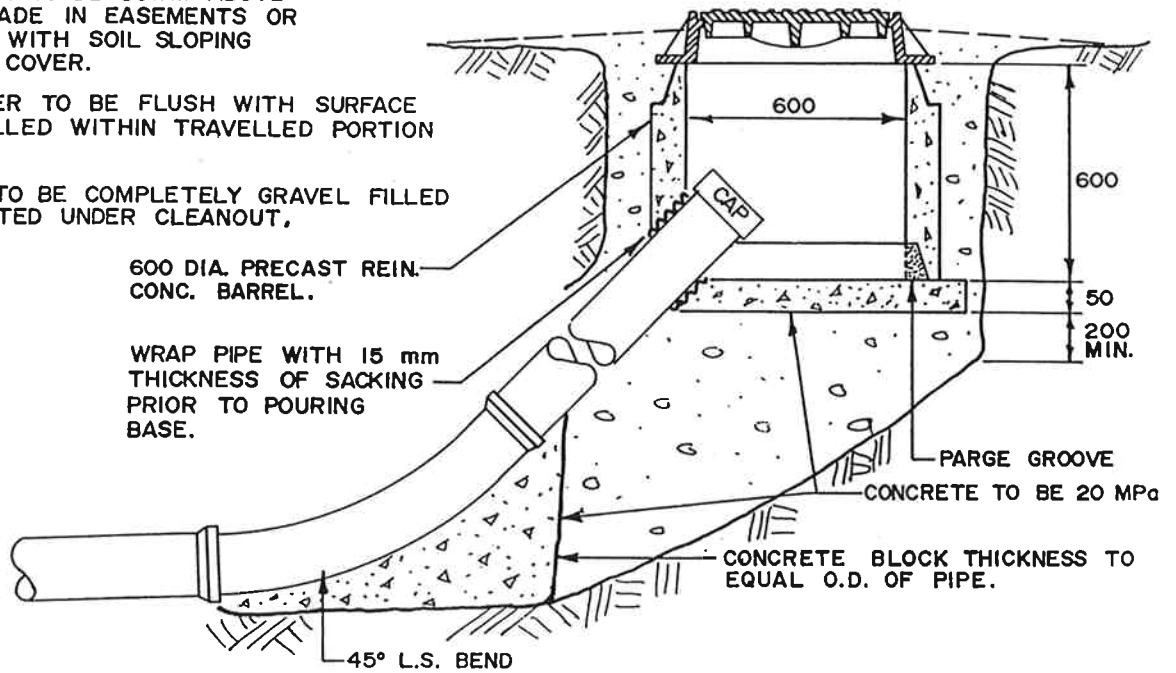 ADE IN EASEMENTS OR
WITH SOIL SLOPING
COVER.
ER TO BE FLUSH WITH SURFACE
LLED WITHIN TRAVELLED PORTION
TO BE COMPLETELY GRAVEL FILLED
TED UNDER CLEANOUT.
600 DIA. PRECAST REIN.
CONC. BARREL.
WRAP PIPE WITH 15 mm
THICKNESS OF SACKING
PRIOR TO POURING
BASE.
CAP
600
600
50
200
MIN.
PARGE GROOVE
CONCRETE TO BE 20 MPa
CONCRETE BLOCK THICKNESS TO
EQUAL O.D. OF PIPE.
45° L.S. BEND